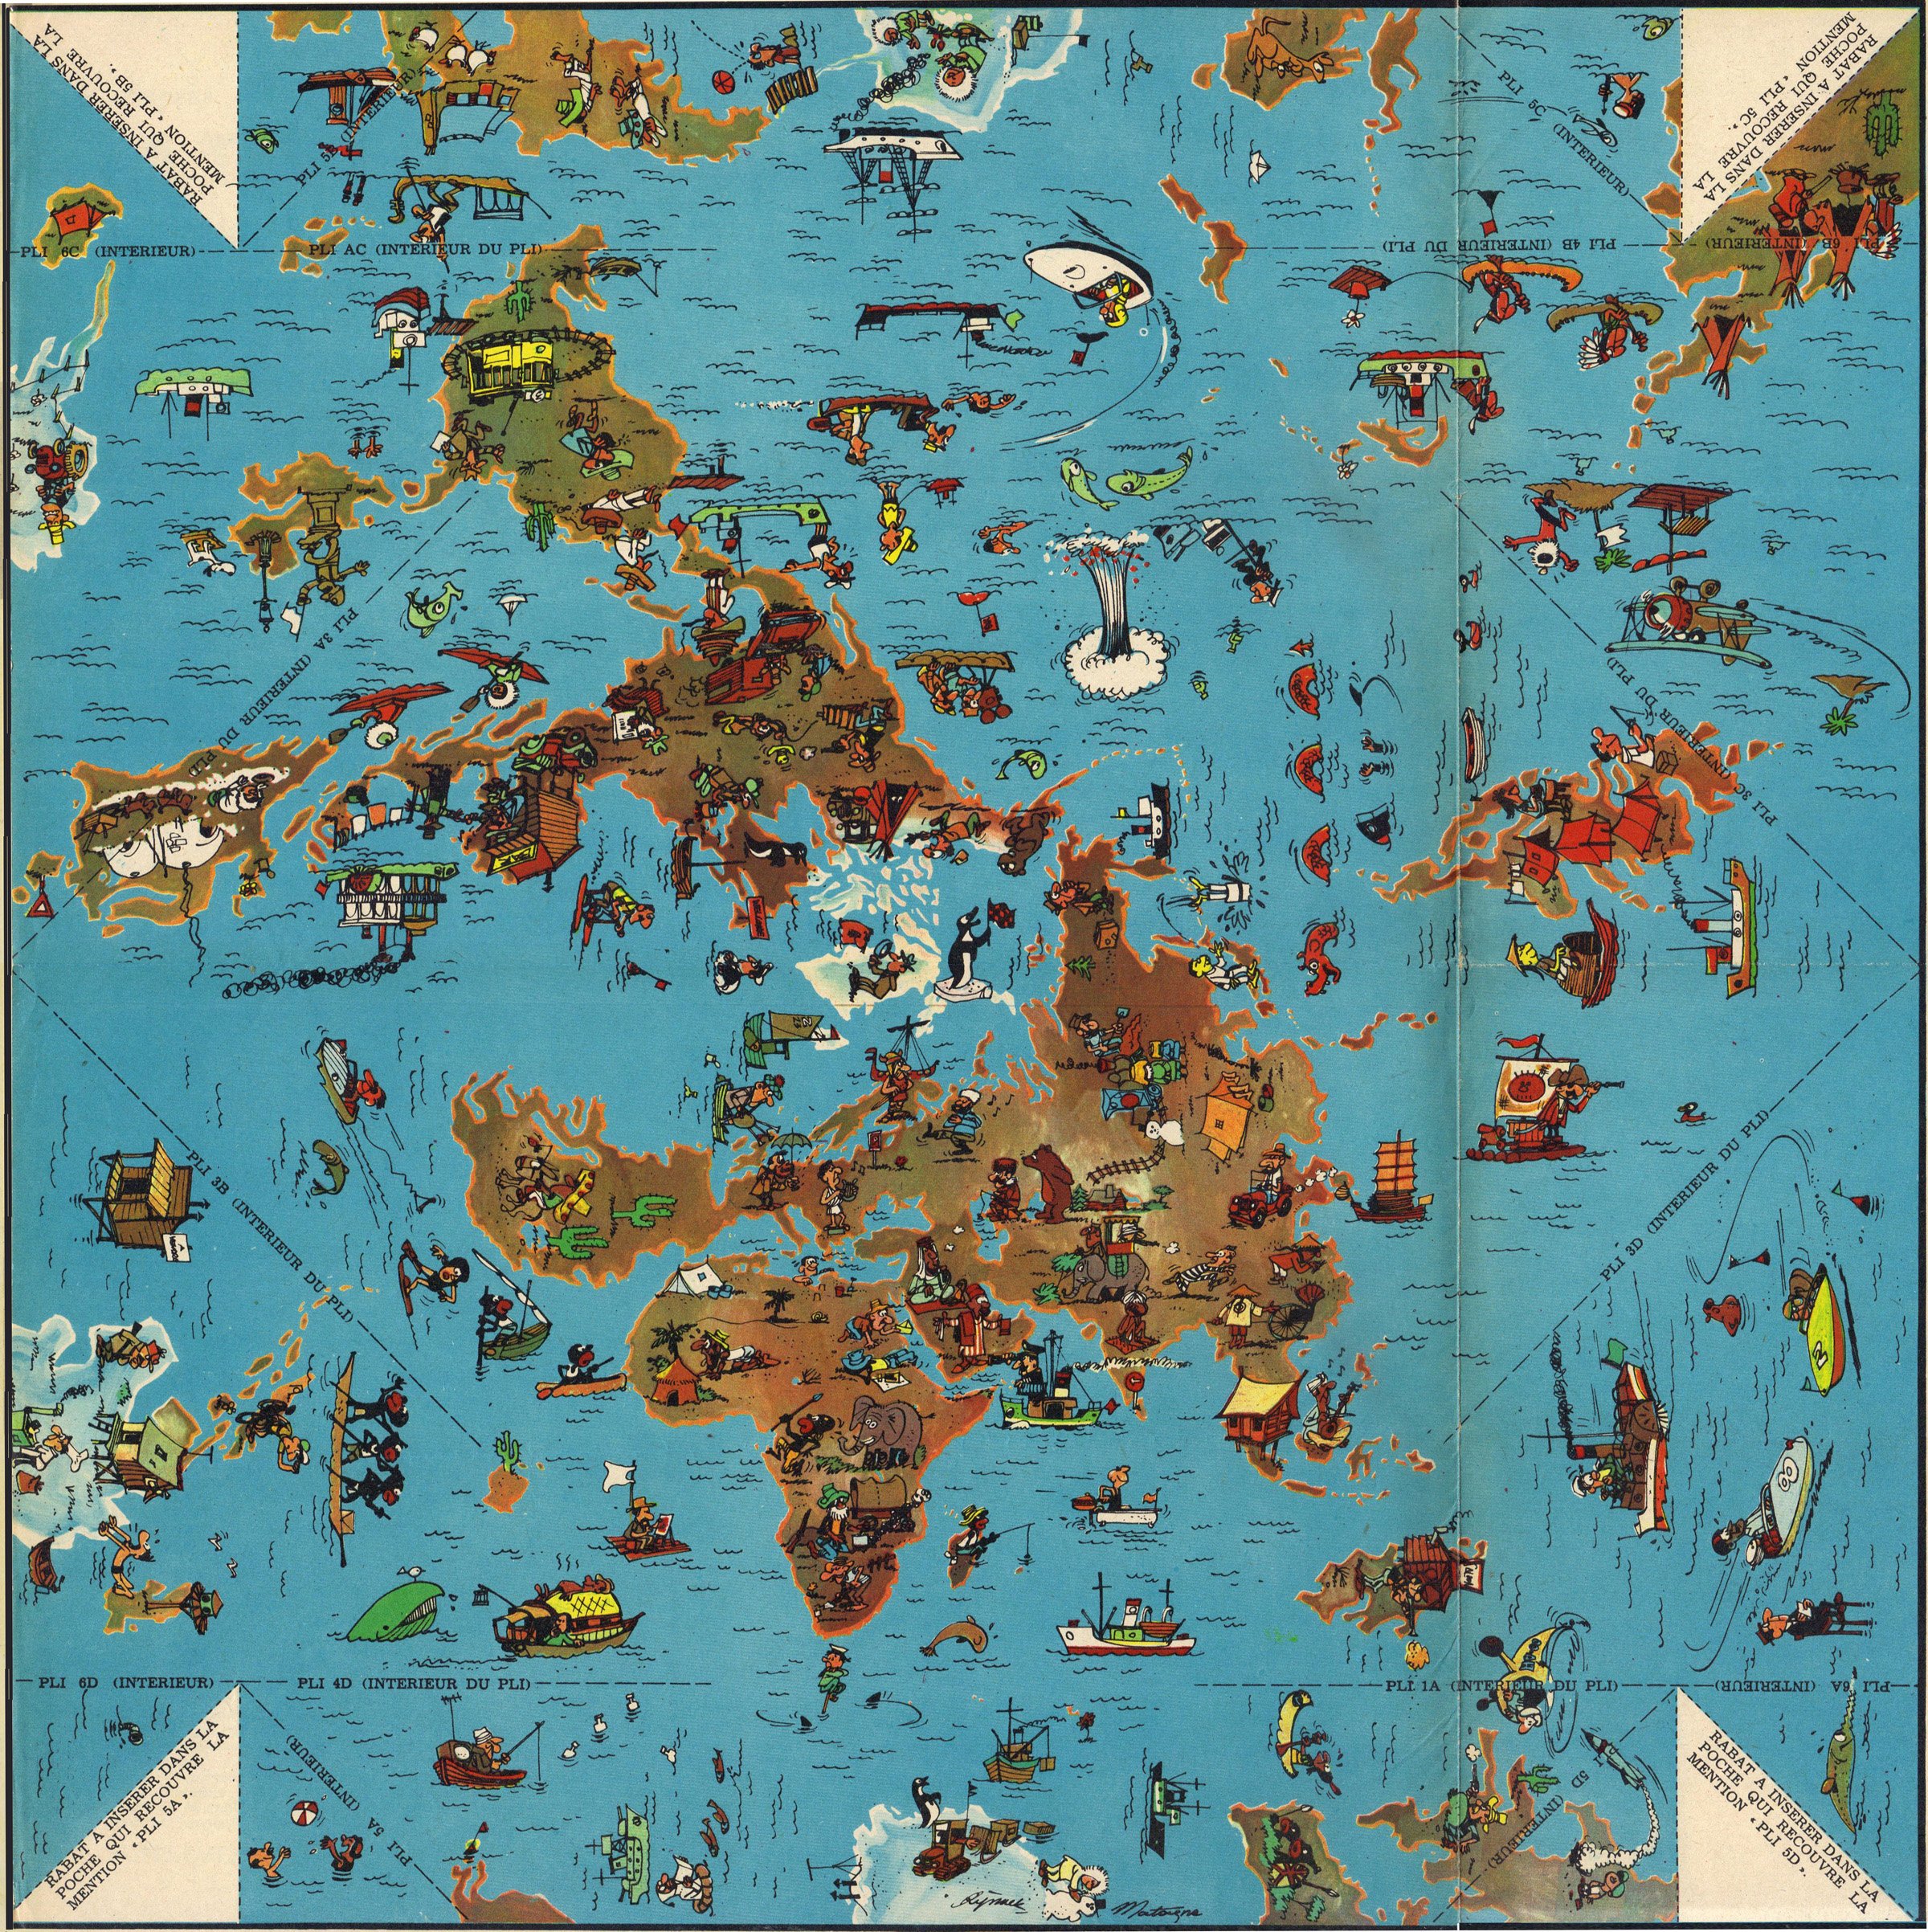 RABAT A INSERER DANS LA
POCHE QUI RECOUVRE LA
MENTION « PLI 5B ».
PLI 5B (INTERIEUR)
PLI 5C (INTERIEUR)
RABAT A INSERER DANS LA
POCHE QUI RECOUVRE LA
MENTION « PLI 5C ».
PLI 6C (INTERIEUR)
PLI AC (INTERIEUR DU PLI)
PLI 4B (INTERIEUR DU PLI)
PLI 6B (INTERIEUR)
PLI 3A (INTERIEUR DU PLI)
PLI 3C (INTERIEUR DU PLI)
PLI 3B (INTERIEUR DU PLI)
PLI 3D (INTERIEUR DU PLI)
PLI 6D (INTERIEUR)
PLI 4D (INTERIEUR DU PLI)
PLI 1A (INTERIEUR DU PLI)
PLI 6A (INTERIEUR)
RABAT A INSERER DANS LA
POCHE QUI RECOUVRE LA
MENTION « PLI 5A ».
PLI 5A (INTERIEUR)
PLI 5D (INTERIEUR)
RABAT A INSERER DANS LA
POCHE QUI RECOUVRE LA
MENTION « PLI 5D ».